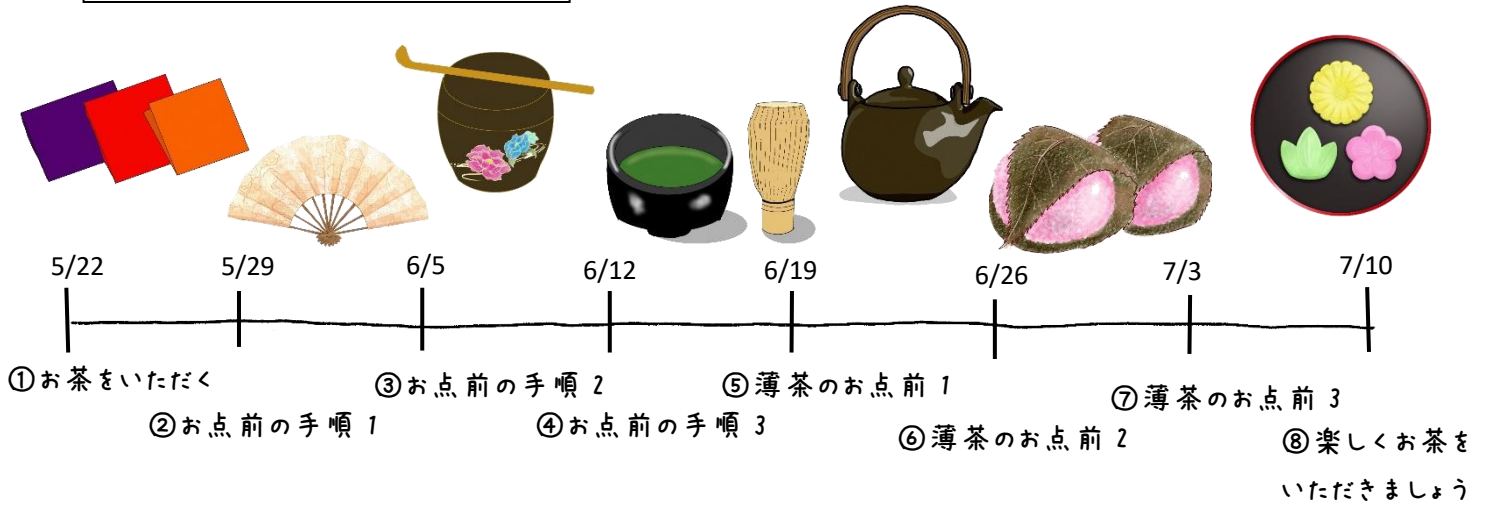 5/22
5/29
6/5
6/12
6/19
6/26
7/3
7/10
①お茶をいただく
②お点前の手順 1
③お点前の手順 2
④お点前の手順 3
⑤薄茶のお点前 1
⑥薄茶のお点前 2
⑦薄茶のお点前 3
⑧楽しくお茶を
いただきましょう